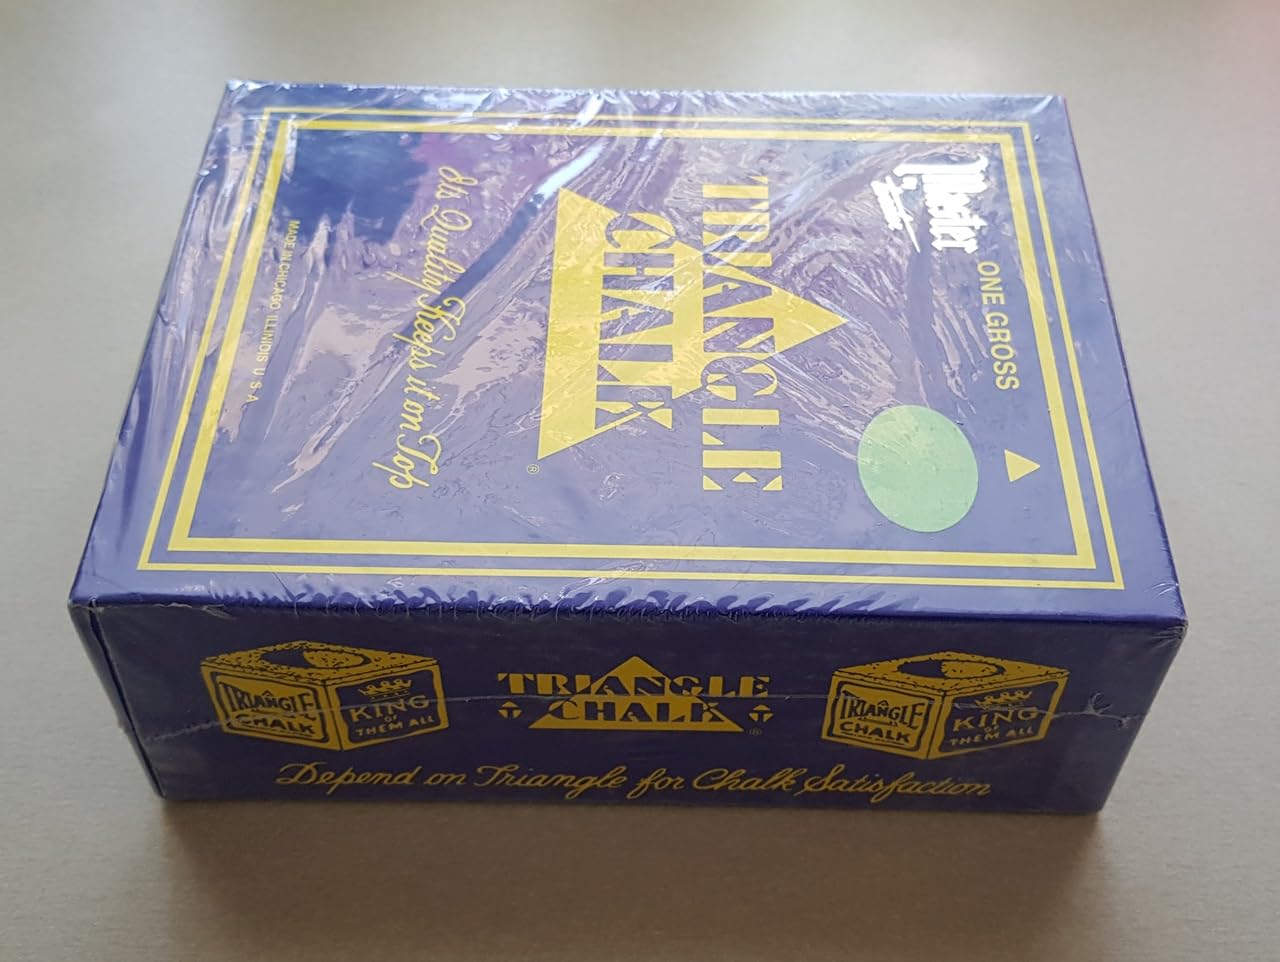 Master
ONE GROSS
TRIANGLE
CHALK
®
Its Quality Keeps it on Top
MADE IN CHICAGO ILLINOIS U S A
TRIANGLE
CHALK
KING
OF
THEM ALL
TRIANGLE
CHALK
®
TRIANGLE
CHALK
KING
OF
THEM ALL
Depend on Triangle for Chalk Satisfaction